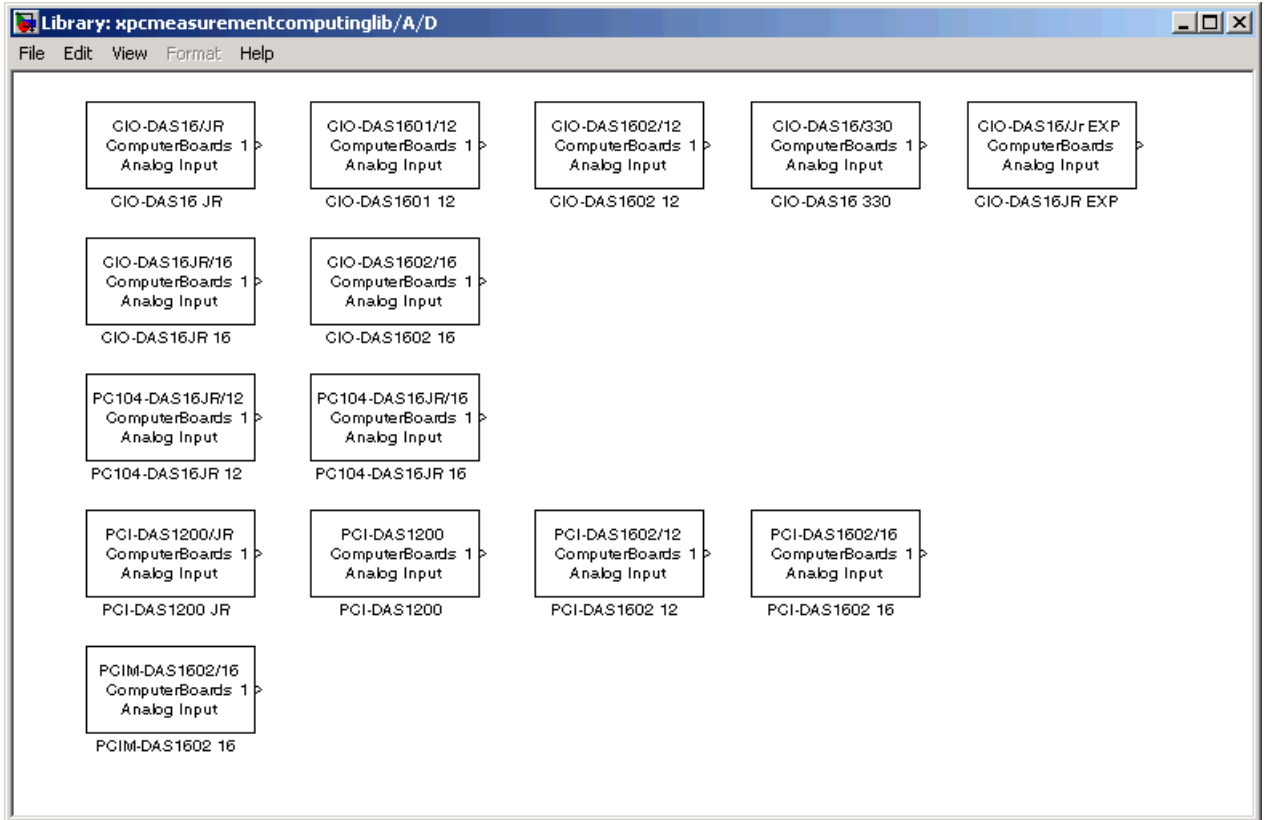 Library: xpcmeasurementcomputinglib/A/D
File Edit View Format Help
CIO-DAS16/JR
ComputerBoards 1
Analog Input
CIO-DAS16 JR
CIO-DAS1601/12
ComputerBoards 1
Analog Input
CIO-DAS1601 12
CIO-DAS1602/12
ComputerBoards 1
Analog Input
CIO-DAS1602 12
CIO-DAS16/330
ComputerBoards 1
Analog Input
CIO-DAS16 330
CIO-DAS16/Jr EXP
ComputerBoards
Analog Input
CIO-DAS16JR EXP
CIO-DAS16JR/16
ComputerBoards 1
Analog Input
CIO-DAS16JR 16
CIO-DAS1602/16
ComputerBoards 1
Analog Input
CIO-DAS1602 16
PC104-DAS16JR/12
ComputerBoards 1
Analog Input
PC104-DAS16JR 12
PC104-DAS16JR/16
ComputerBoards 1
Analog Input
PC104-DAS16JR 16
PCI-DAS1200/JR
ComputerBoards 1
Analog Input
PCI-DAS1200 JR
PCI-DAS1200
ComputerBoards 1
Analog Input
PCI-DAS1200
PCI-DAS1602/12
ComputerBoards 1
Analog Input
PCI-DAS1602 12
PCI-DAS1602/16
ComputerBoards 1
Analog Input
PCI-DAS1602 16
PCIM-DAS1602/16
ComputerBoards 1
Analog Input
PCIM-DAS1602 16